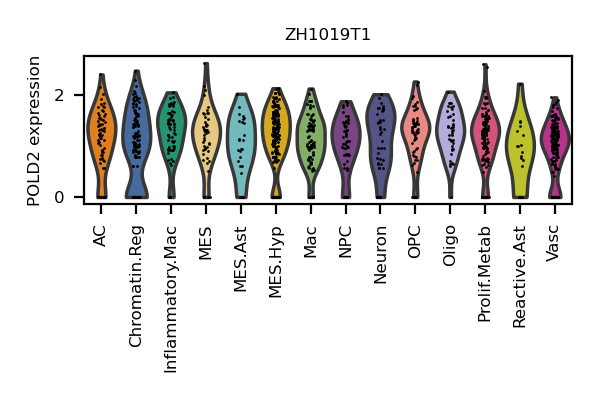 ZH1019T1
POLD2 expression
2
0
AC
Chromatin.Reg
Inflammatory.Mac
MES
MES.Ast
MES.Hyp
Mac
NPC
Neuron
OPC
Oligo
Prolif.Metab
Reactive.Ast
Vasc